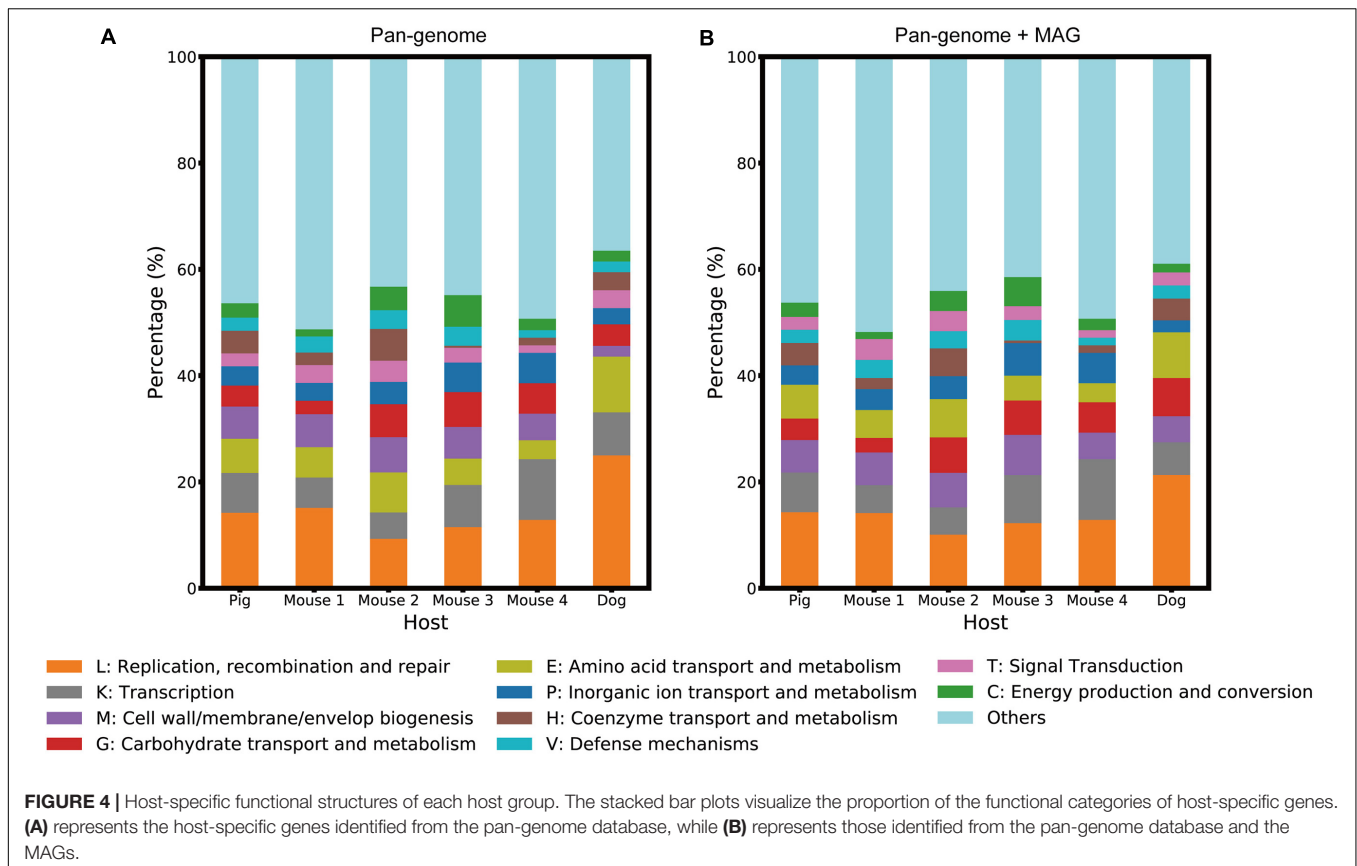 A
Pan-genome
100
80
60
40
20
0
Percentage (%)
Pig
Mouse 1
Mouse 2
Mouse 3
Mouse 4
Dog
Host
B
Pan-genome + MAG
100
80
60
40
20
0
Percentage (%)
Pig
Mouse 1
Mouse 2
Mouse 3
Mouse 4
Dog
Host
L: Replication, recombination and repair
K: Transcription
M: Cell wall/membrane/envelop biogenesis
G: Carbohydrate transport and metabolism
E: Amino acid transport and metabolism
P: Inorganic ion transport and metabolism
H: Coenzyme transport and metabolism
V: Defense mechanisms
T: Signal Transduction
C: Energy production and conversion
Others
FIGURE 4 | Host-specific functional structures of each host group. The stacked bar plots visualize the proportion of the functional categories of host-specific genes.
(A) represents the host-specific genes identified from the pan-genome database, while (B) represents those identified from the pan-genome database and the
MAGs.